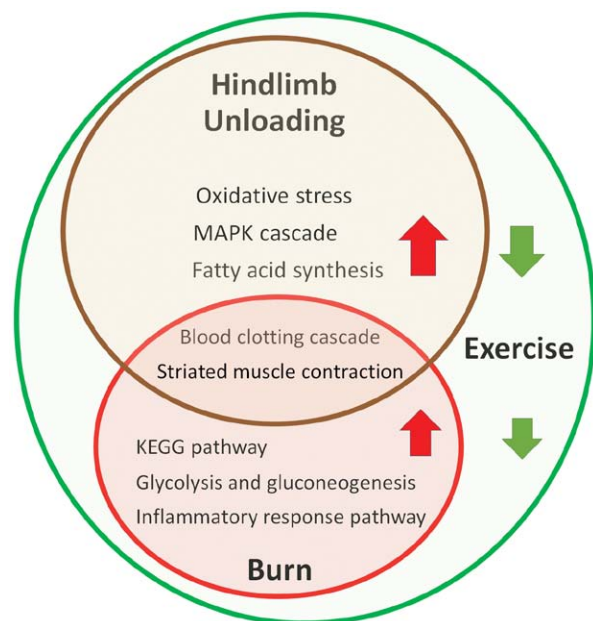 Hindlimb
Unloading
Oxidative stress
MAPK cascade
Fatty acid synthesis
Blood clotting cascade
Striated muscle contraction
Exercise
KEGG pathway
Glycolysis and gluconeogenesis
Inflammatory response pathway
Burn